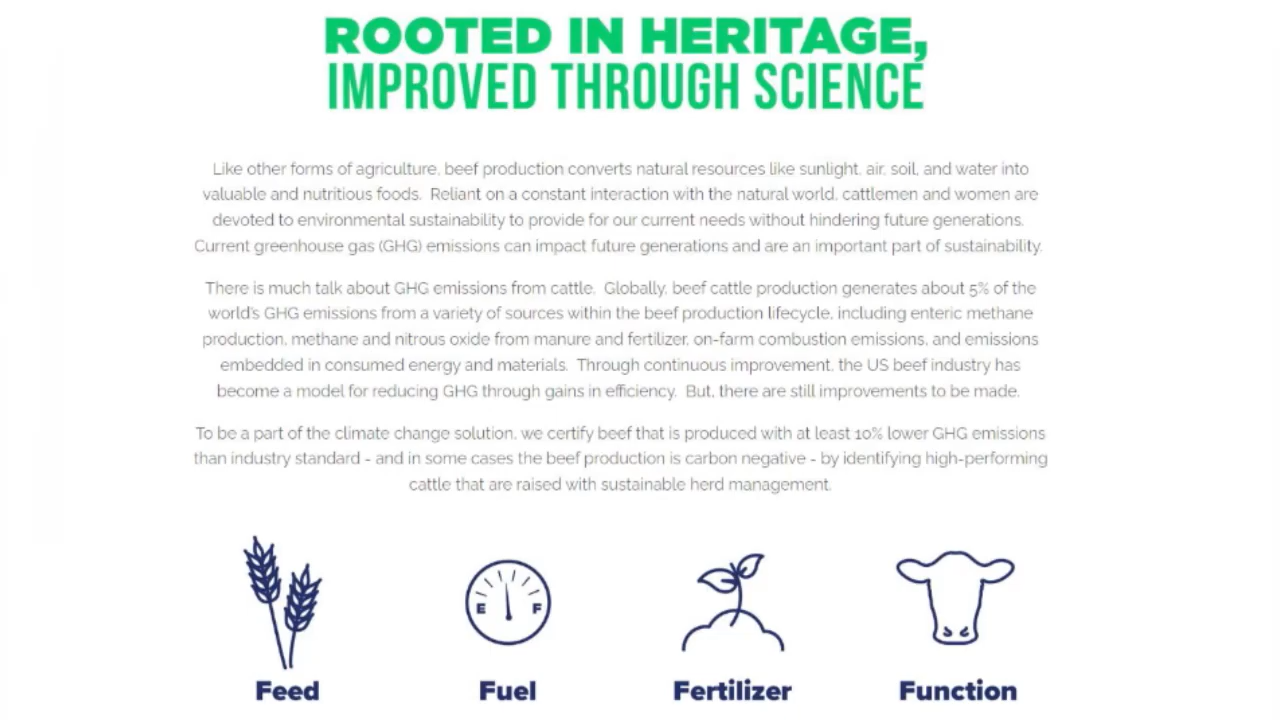 ROOTED IN HERITAGE,
IMPROVED THROUGH SCIENCE
Like other forms of agriculture, beef production converts natural resources like sunlight, air, soil, and water into
valuable and nutritious foods. Reliant on a constant interaction with the natural world, cattlemen and women are
devoted to environmental sustainability to provide for our current needs without hindering future generations.
Current greenhouse gas (GHG) emissions can impact future generations and are an important part of sustainability.
There is much talk about GHG emissions from cattle. Globally, beef cattle production generates about 5% of the
world's GHG emissions from a variety of sources within the beef production lifecycle, including enteric methane
production, methane and nitrous oxide from manure and fertilizer, on-farm combustion emissions, and emissions
embedded in consumed energy and materials. Through continuous improvement, the US beef industry has
become a model for reducing GHG through gains in efficiency. But, there are still improvements to be made.
To be a part of the climate change solution, we certify beef that is produced with at least 10% lower GHG emissions
than industry standard - and in some cases the beef production is carbon negative - by identifying high-performing
cattle that are raised with sustainable herd management.
E F
Feed Fuel Fertilizer Function